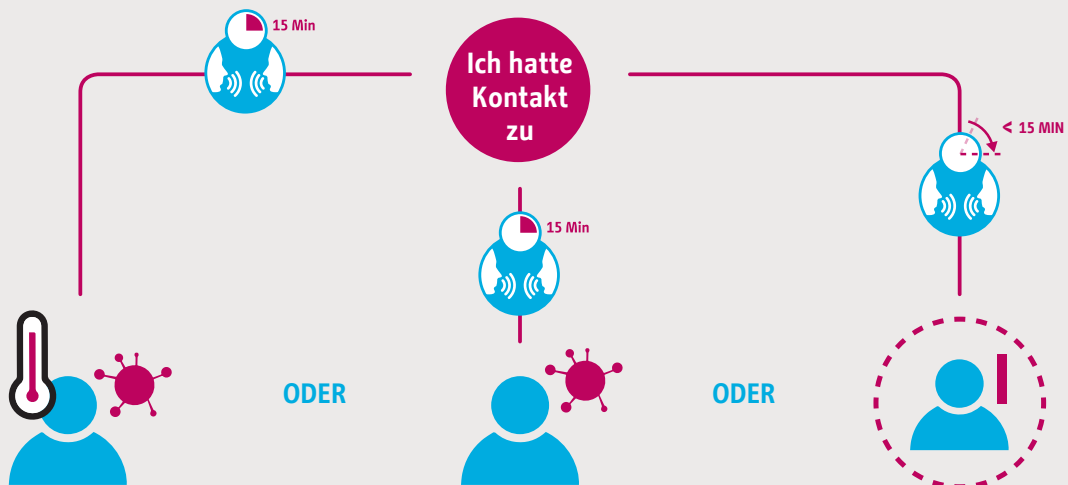 15 Min
Ich hatte
Kontakt
zu
< 15 MIN
15 Min
ODER
ODER